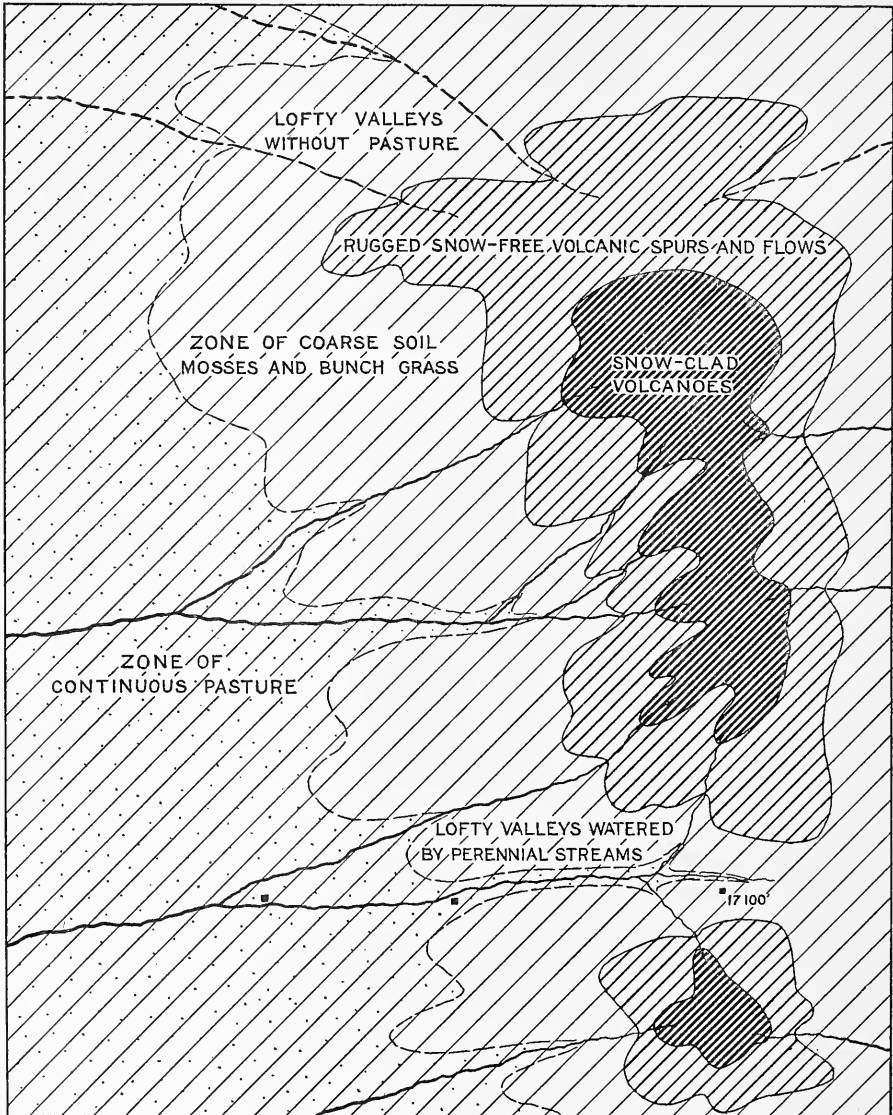 LOFTY VALLEYS
WITHOUT PASTURE
RUGGED SNOW-FREE VOLCANIC SPURS AND FLOWS
ZONE OF COARSE SOIL
MOSSES AND BUNCH GRASS
SNOW-CLAD
VOLCANOES
ZONE OF
CONTINUOUS PASTURE
LOFTY VALLEYS WATERED
BY PERENNIAL STREAMS
17100'